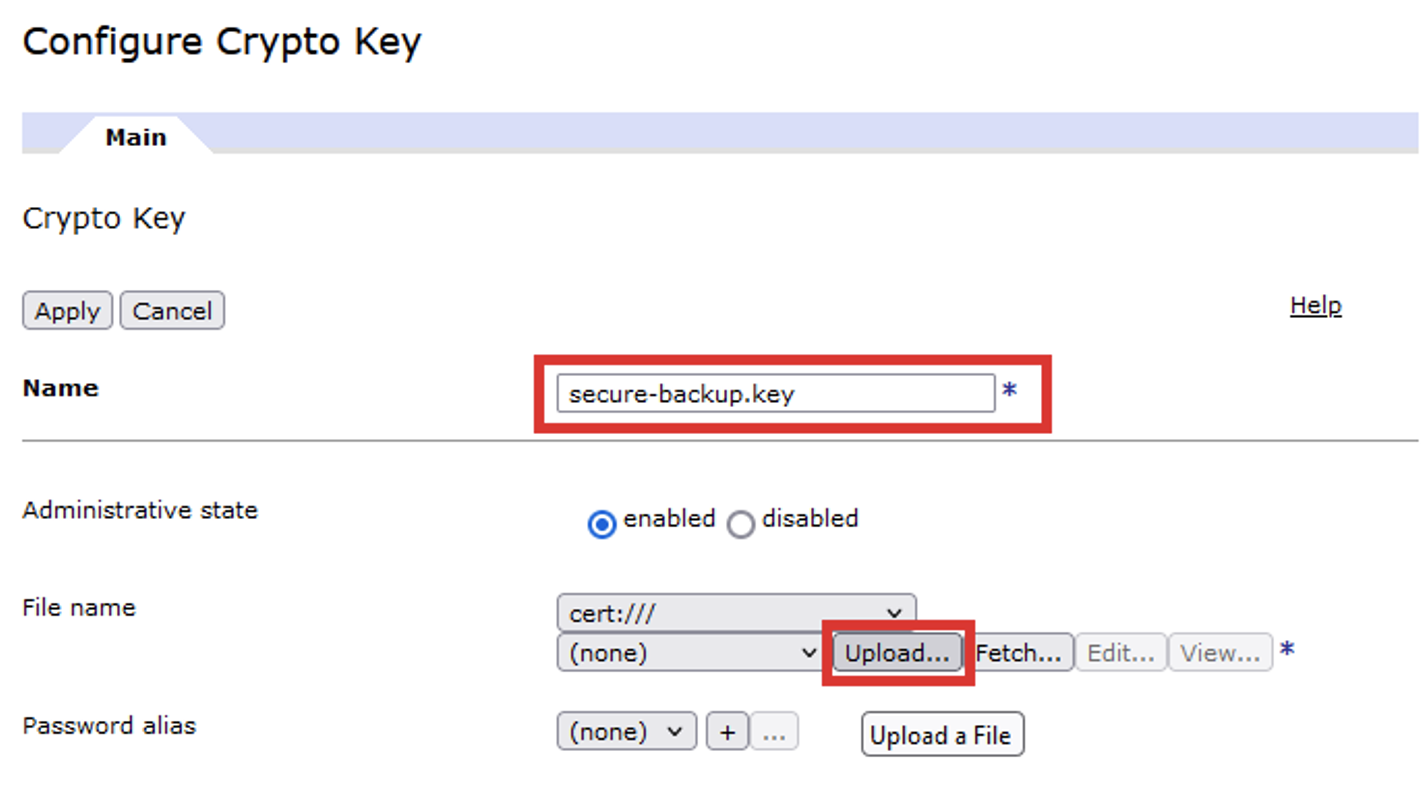 Configure Crypto Key
Main
Crypto Key
Apply Cancel Help
Name secure-backup.key *
Administrative state enabled disabled
File name cert:///
(none) Upload... Fetch... Edit... View... *
Password alias (none) + ... Upload a File